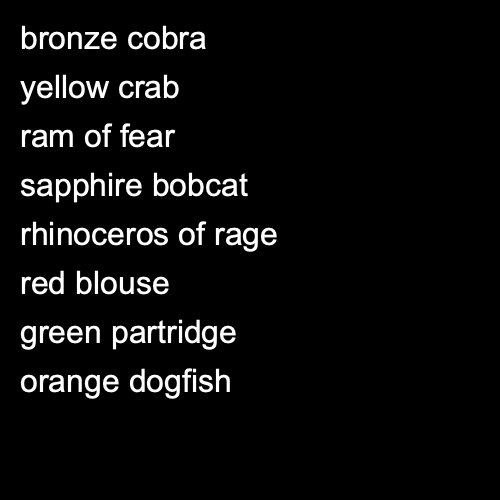 bronze cobra
yellow crab
ram of fear
sapphire bobcat
rhinoceros of rage
red blouse
green partridge
orange dogfish